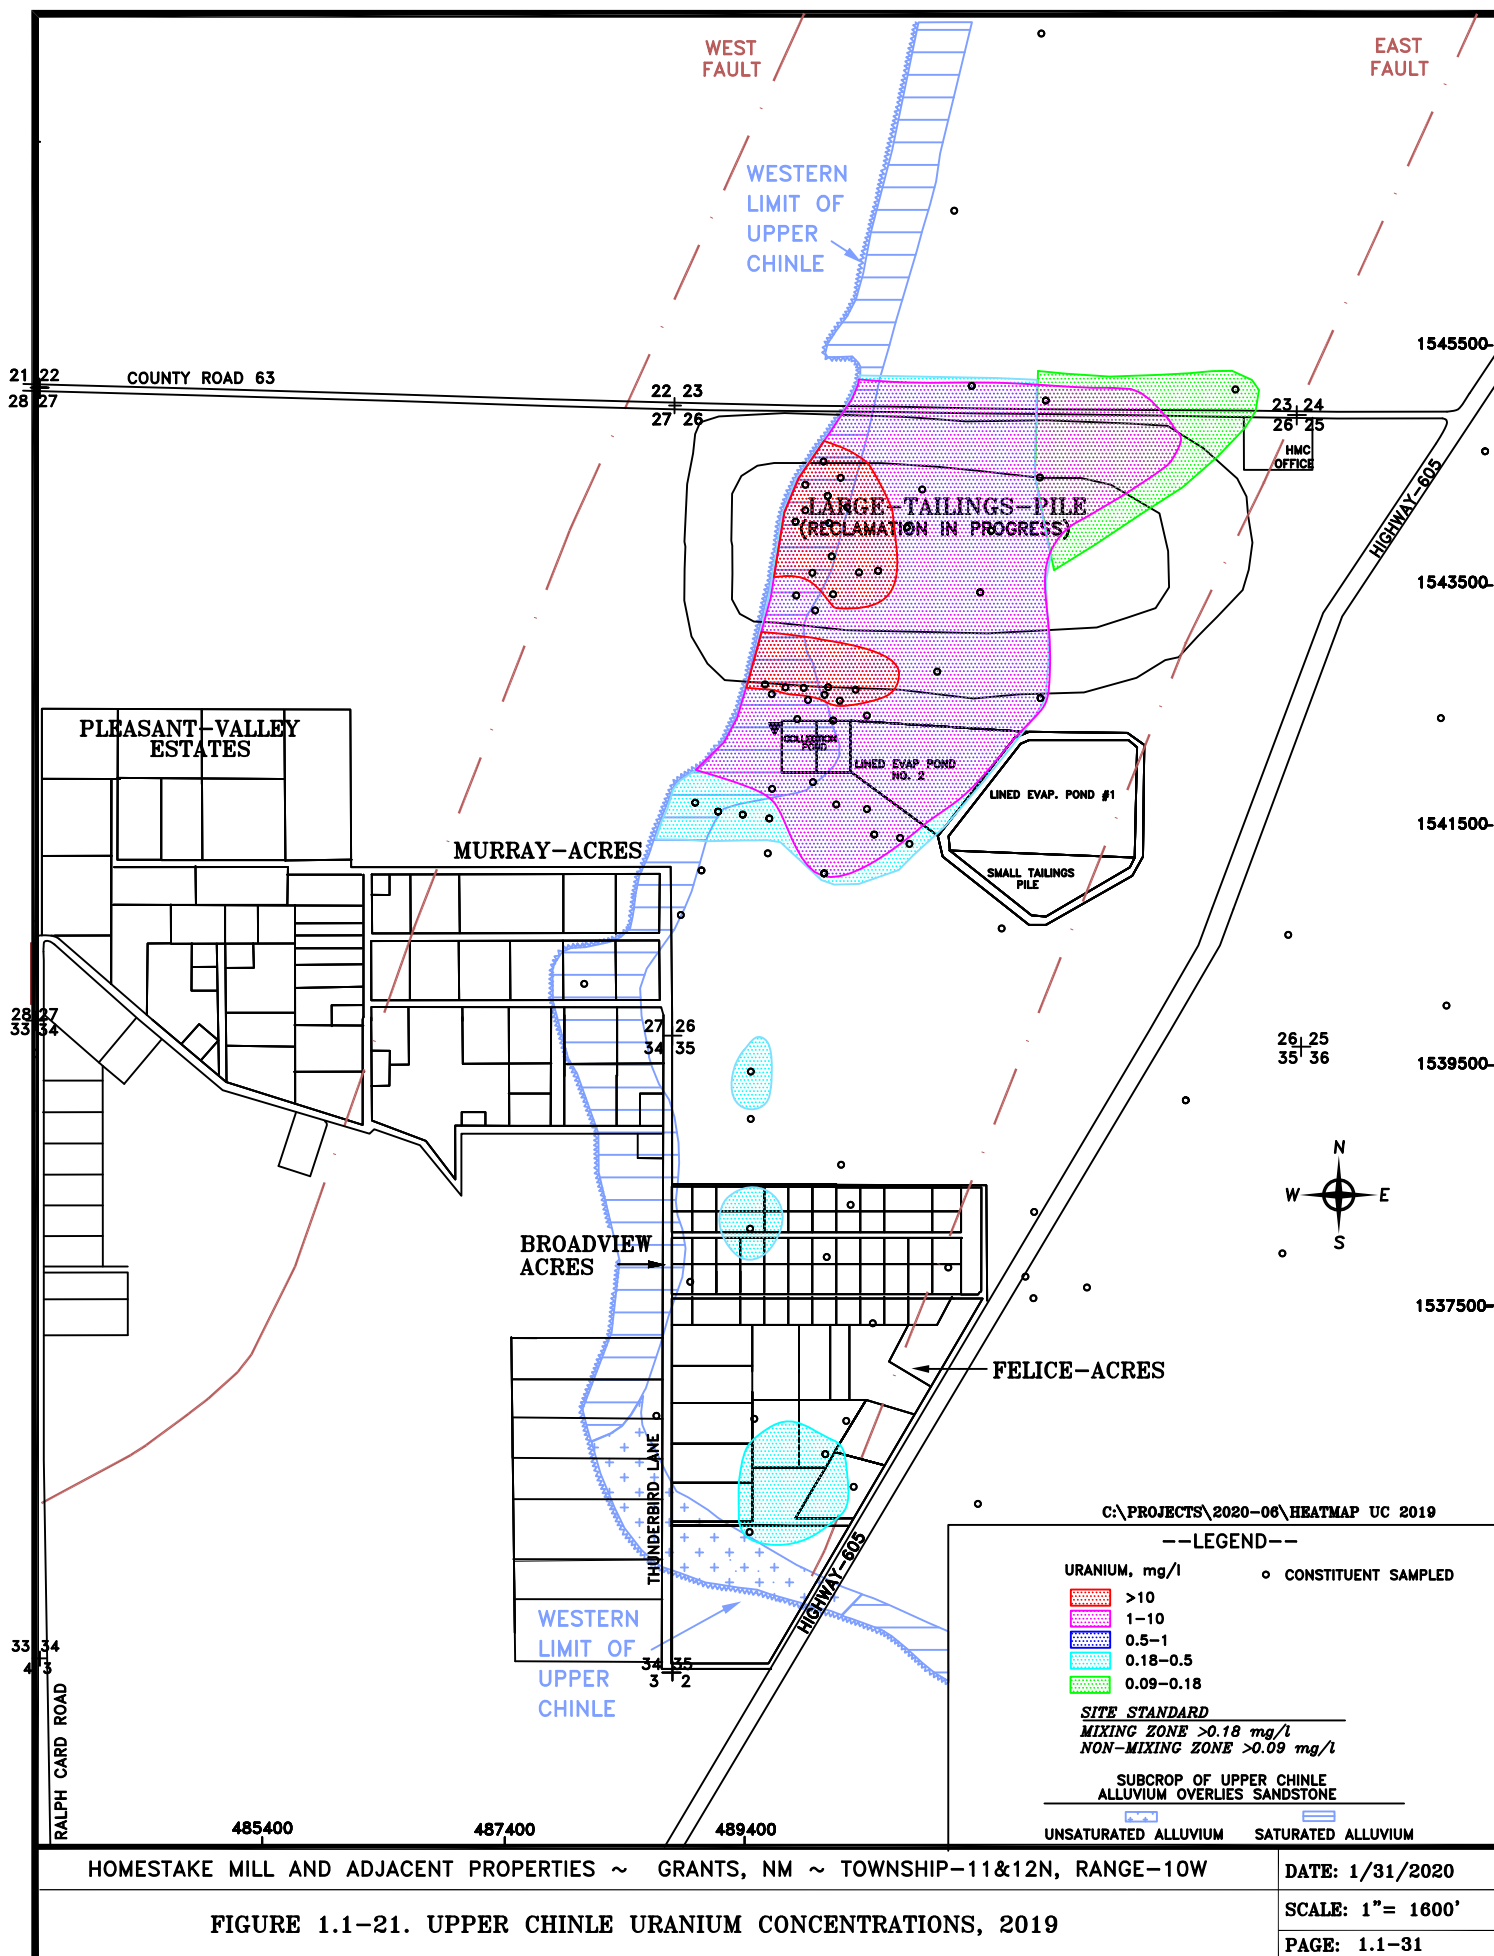 WEST
FAULT
EAST
FAULT
WESTERN
LIMIT OF
UPPER
CHINLE
1545500
21 22
28 27
COUNTY ROAD 63
22 23
27 26
23 24
26 25
HMC
OFFICE
HIGHWAY-605
LARGE-TAILINGS-PILE
(RECLAMATION IN PROGRESS)
1543500
PLEASANT-VALLEY
ESTATES
COLLECTION
POND
LINED EVAP POND
NO. 2
LINED EVAP. POND #1
1541500
MURRAY-ACRES
SMALL TAILINGS
PILE
28 27
33 34
27 26
34 35
26 25
35 36
1539500
N
W E
S
BROADVIEW
ACRES
1537500
FELICE-ACRES
THUNDERBIRD LANE
HIGHWAY-605
WESTERN
LIMIT OF
UPPER
CHINLE
33 34
4 3
34 35
3 2
RALPH CARD ROAD
C:\PROJECTS\2020-06\HEATMAP UC 2019
--LEGEND--
URANIUM, mg/l
CONSTITUENT SAMPLED
>10
1-10
0.5-1
0.18-0.5
0.09-0.18
SITE STANDARD
MIXING ZONE >0.18 mg/l
NON-MIXING ZONE >0.09 mg/l
SUBCROP OF UPPER CHINLE
ALLUVIUM OVERLIES SANDSTONE
UNSATURATED ALLUVIUM SATURATED ALLUVIUM
485400 487400 489400
HOMESTAKE MILL AND ADJACENT PROPERTIES ~ GRANTS, NM ~ TOWNSHIP-11&12N, RANGE-10W
DATE: 1/31/2020
FIGURE 1.1-21. UPPER CHINLE URANIUM CONCENTRATIONS, 2019
SCALE: 1"= 1600'
PAGE: 1.1-31